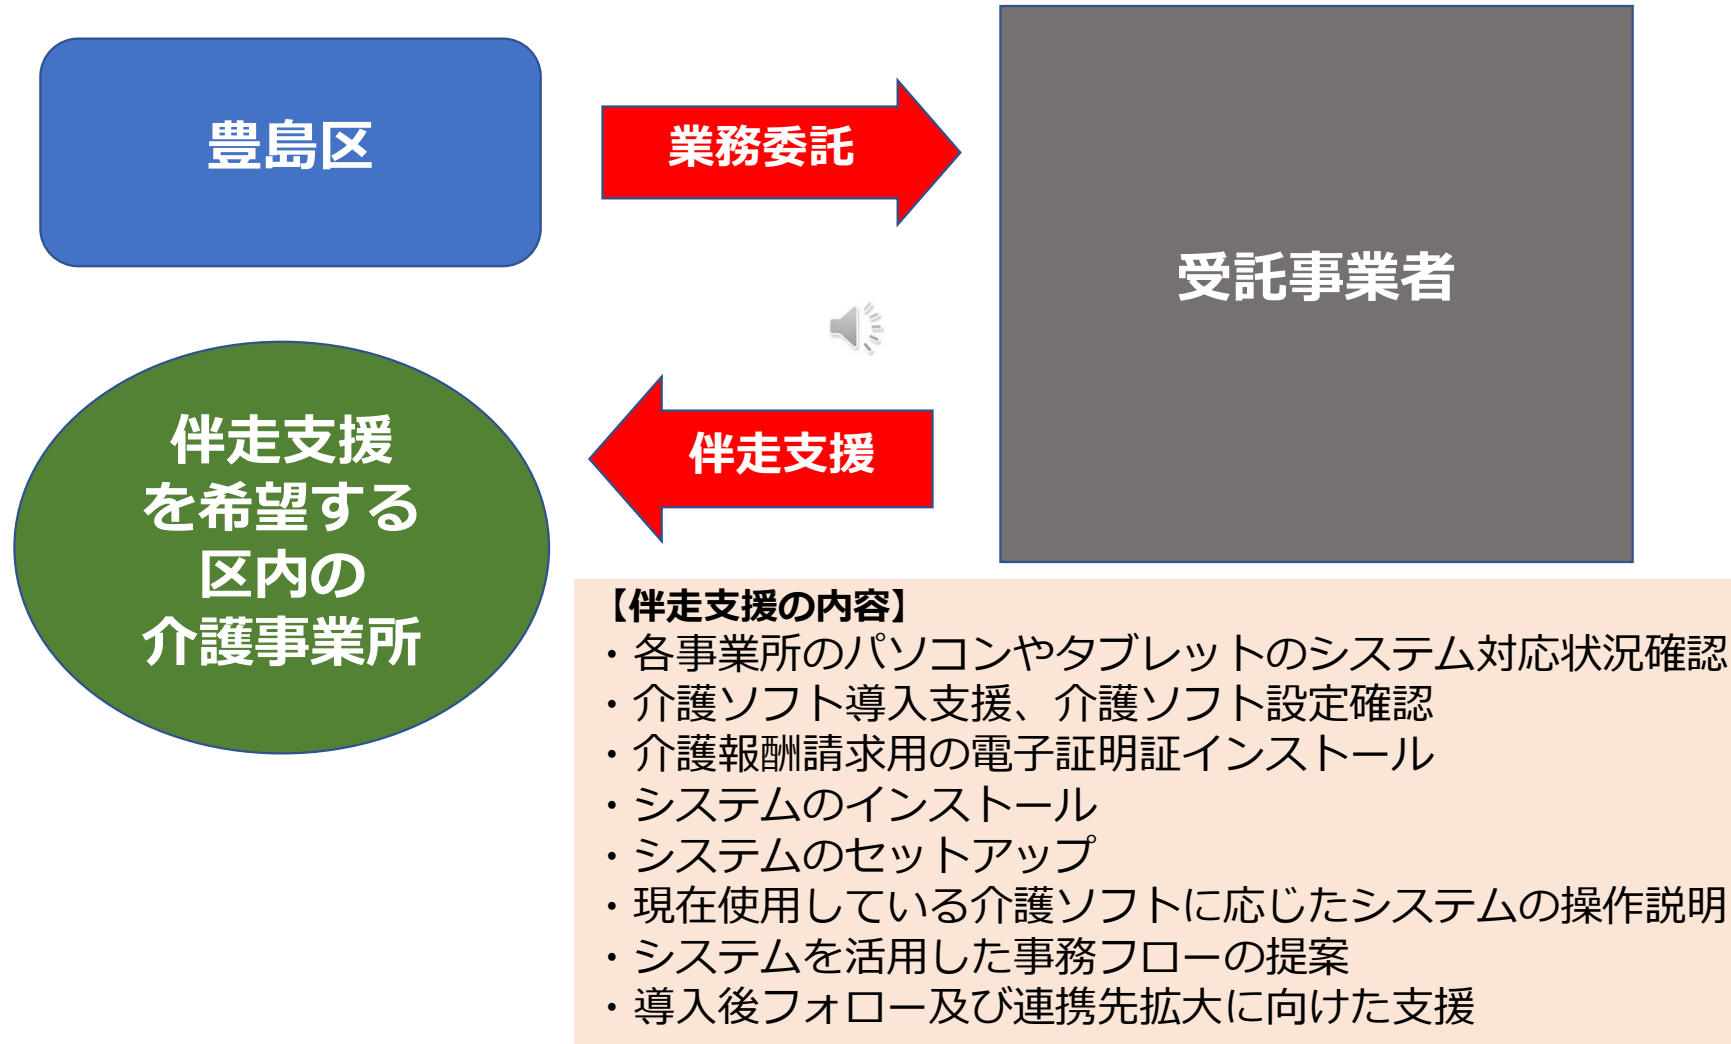 豊島区
業務委託
受託事業者
伴走支援
伴走支援
を希望する
区内の
介護事業所
【伴走支援の内容】
・各事業所のパソコンやタブレットのシステム対応状況確認
・介護ソフト導入支援、介護ソフト設定確認
・介護報酬請求用の電子証明証インストール
・システムのインストール
・システムのセットアップ
・現在使用している介護ソフトに応じたシステムの操作説明
・システムを活用した事務フローの提案
・導入後フォロー及び連携先拡大に向けた支援